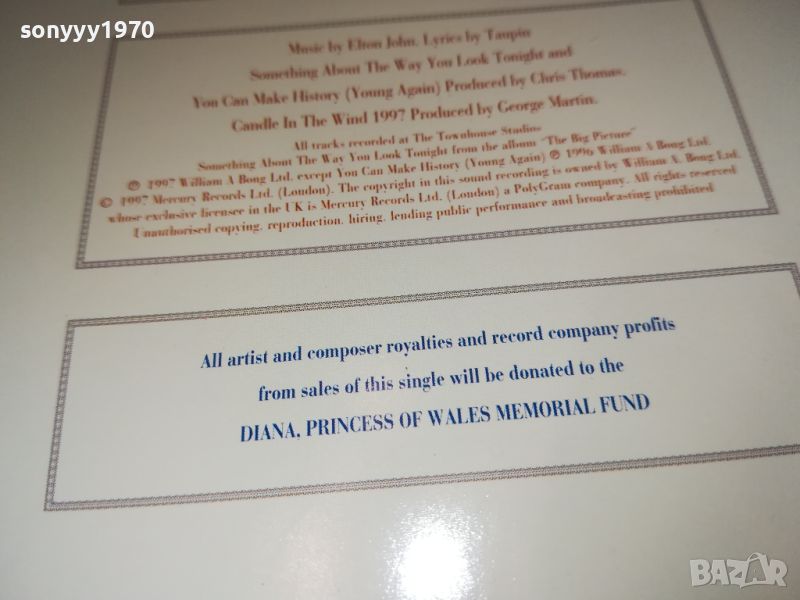 sonyyy1970
Music by Elton John. Lyrics by Taupin
Something About The Way You Look Tonight and
You Can Make History (Young Again) Produced by Chris Thomas.
Candle In The Wind 1997 Produced by George Martin.
All tracks recorded at The Townhouse Studios
Something About The Way You Look Tonight from the album "The Big Picture"
℗ 1997 William A Bong Ltd. except You Can Make History (Young Again) ℗ 1996 William A Bong Ltd.
© 1997 Mercury Records Ltd. (London). The copyright in this sound recording is owned by William A. Bong Ltd.
whose exclusive licensee in the UK is Mercury Records Ltd. (London) a PolyGram company. All rights reserved
Unauthorised copying, reproduction, hiring, lending public performance and broadcasting prohibited
All artist and composer royalties and record company profits
from sales of this single will be donated to the
DIANA, PRINCESS OF WALES MEMORIAL FUND
BAZAR